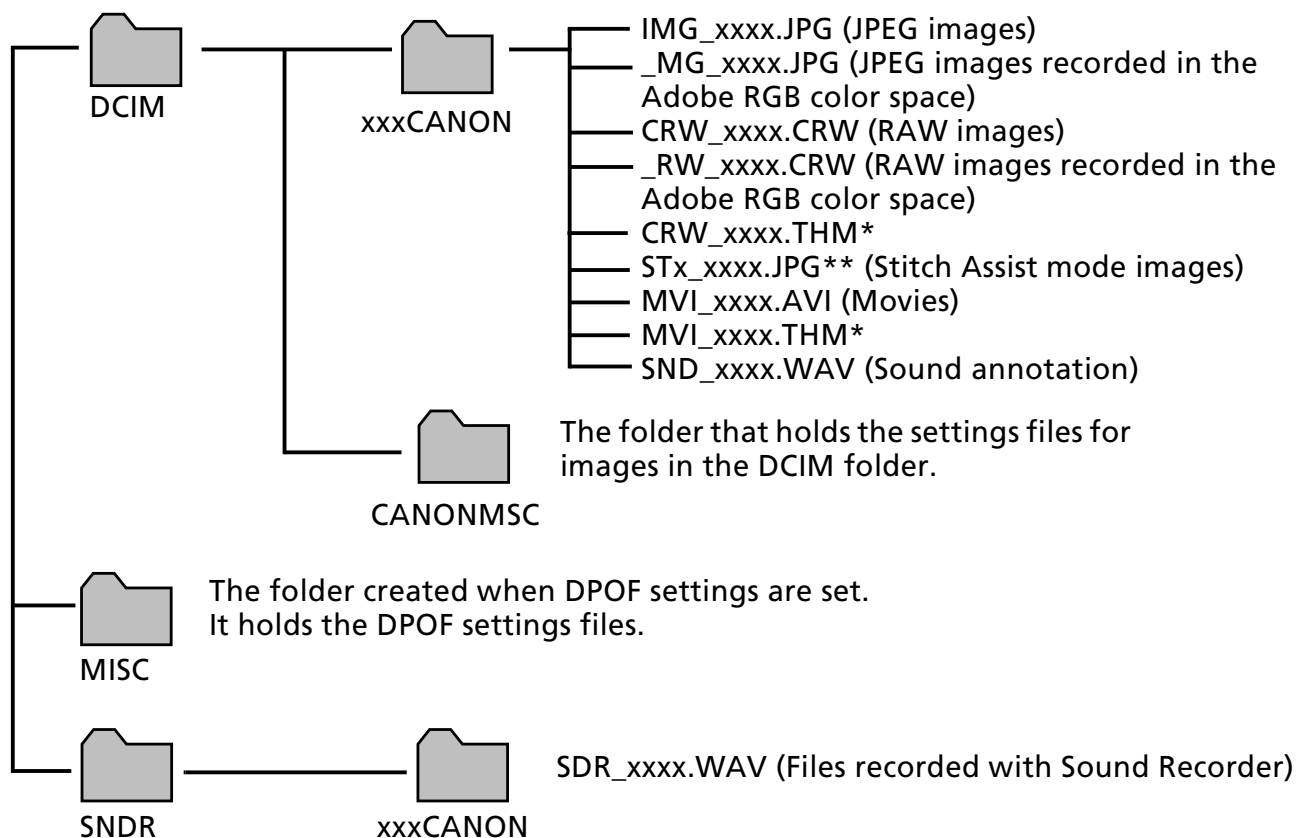 DCIM
xxxCANON
IMG_xxxx.JPG (JPEG images)
_MG_xxxx.JPG (JPEG images recorded in the
Adobe RGB color space)
CRW_xxxx.CRW (RAW images)
_RW_xxxx.CRW (RAW images recorded in the
Adobe RGB color space)
CRW_xxxx.THM*
STx_xxxx.JPG** (Stitch Assist mode images)
MVI_xxxx.AVI (Movies)
MVI_xxxx.THM*
SND_xxxx.WAV (Sound annotation)
CANONMSC
The folder that holds the settings files for
images in the DCIM folder.
MISC
The folder created when DPOF settings are set.
It holds the DPOF settings files.
SNDR
xxxCANON
SDR_xxxx.WAV (Files recorded with Sound Recorder)